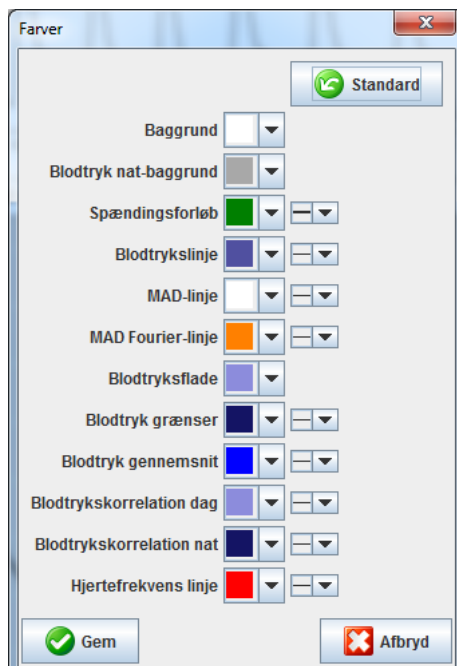 Farver
Standard
Baggrund
Blodtryk nat-baggrund
Spændingsforløb
Blodtrykslinje
MAD-linje
MAD Fourier-linje
Blodtryksflade
Blodtryk grænser
Blodtryk gennemsnit
Blodtrykskorrelation dag
Blodtrykskorrelation nat
Hjertefrekvens linje
Gem
Afbryd